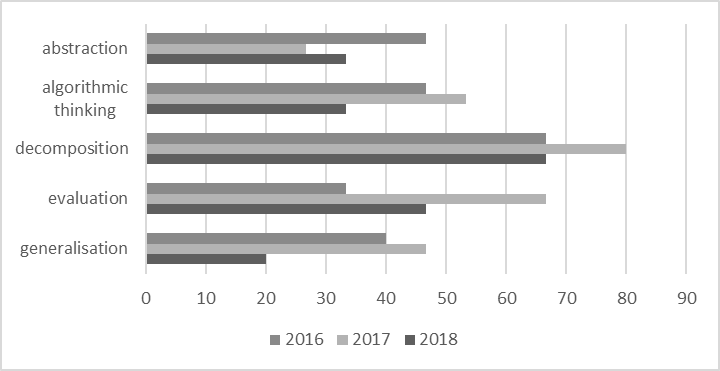 abstraction
algorithmic
thinking
decomposition
evaluation
generalisation
0 10 20 30 40 50 60 70 80 90
2016 2017 2018